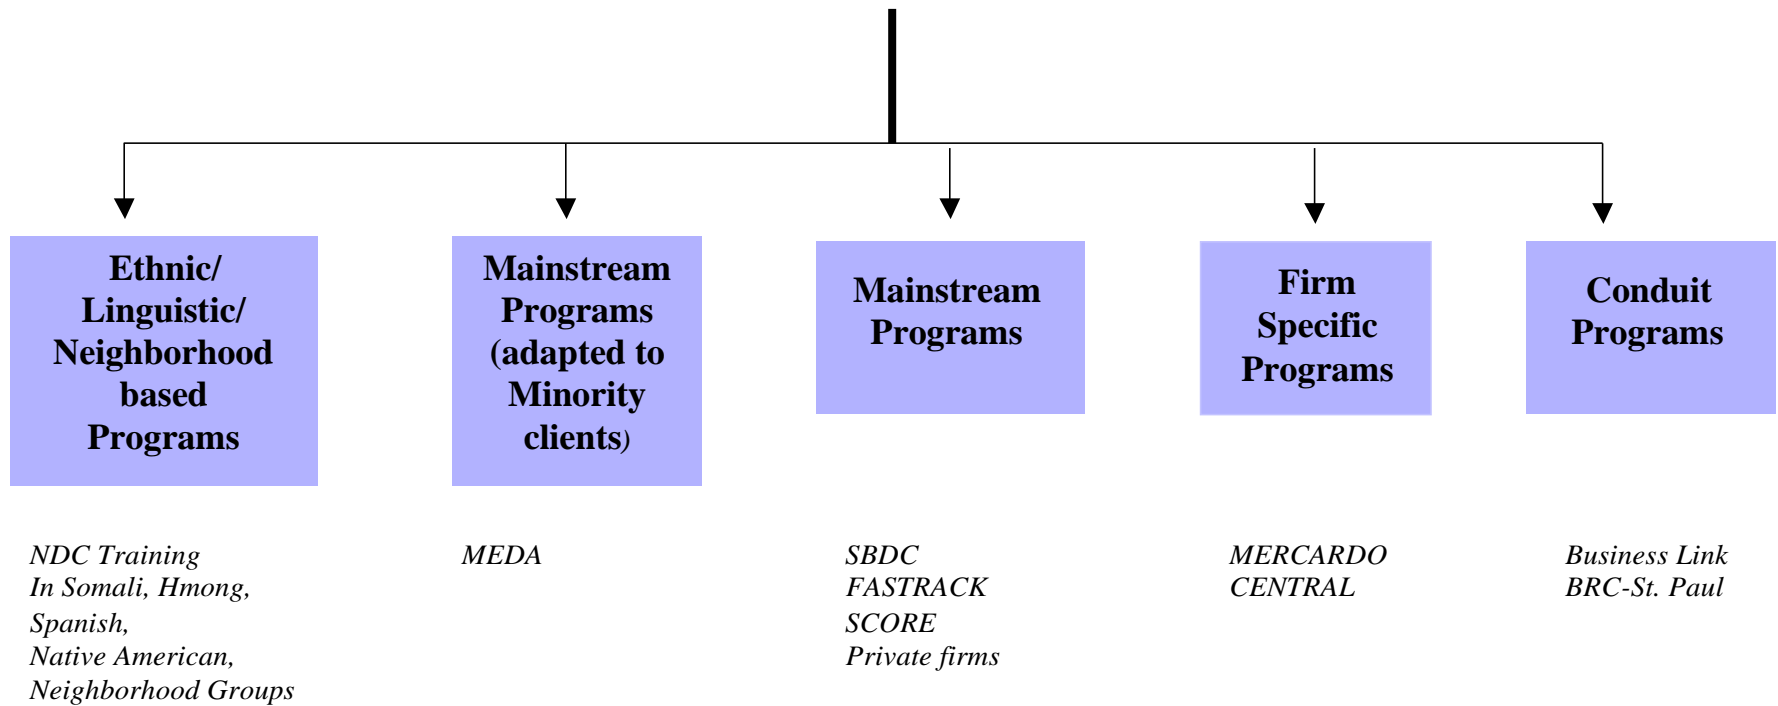 Ethnic/
Linguistic/
Neighborhood
based
Programs
Mainstream
Programs
(adapted to
Minority
clients)
Mainstream
Programs
Firm
Specific
Programs
Conduit
Programs
NDC Training
In Somali, Hmong,
Spanish,
Native American,
Neighborhood Groups
MEDA
SBDC
FASTRACK
SCORE
Private firms
MERCARDO
CENTRAL
Business Link
BRC-St. Paul